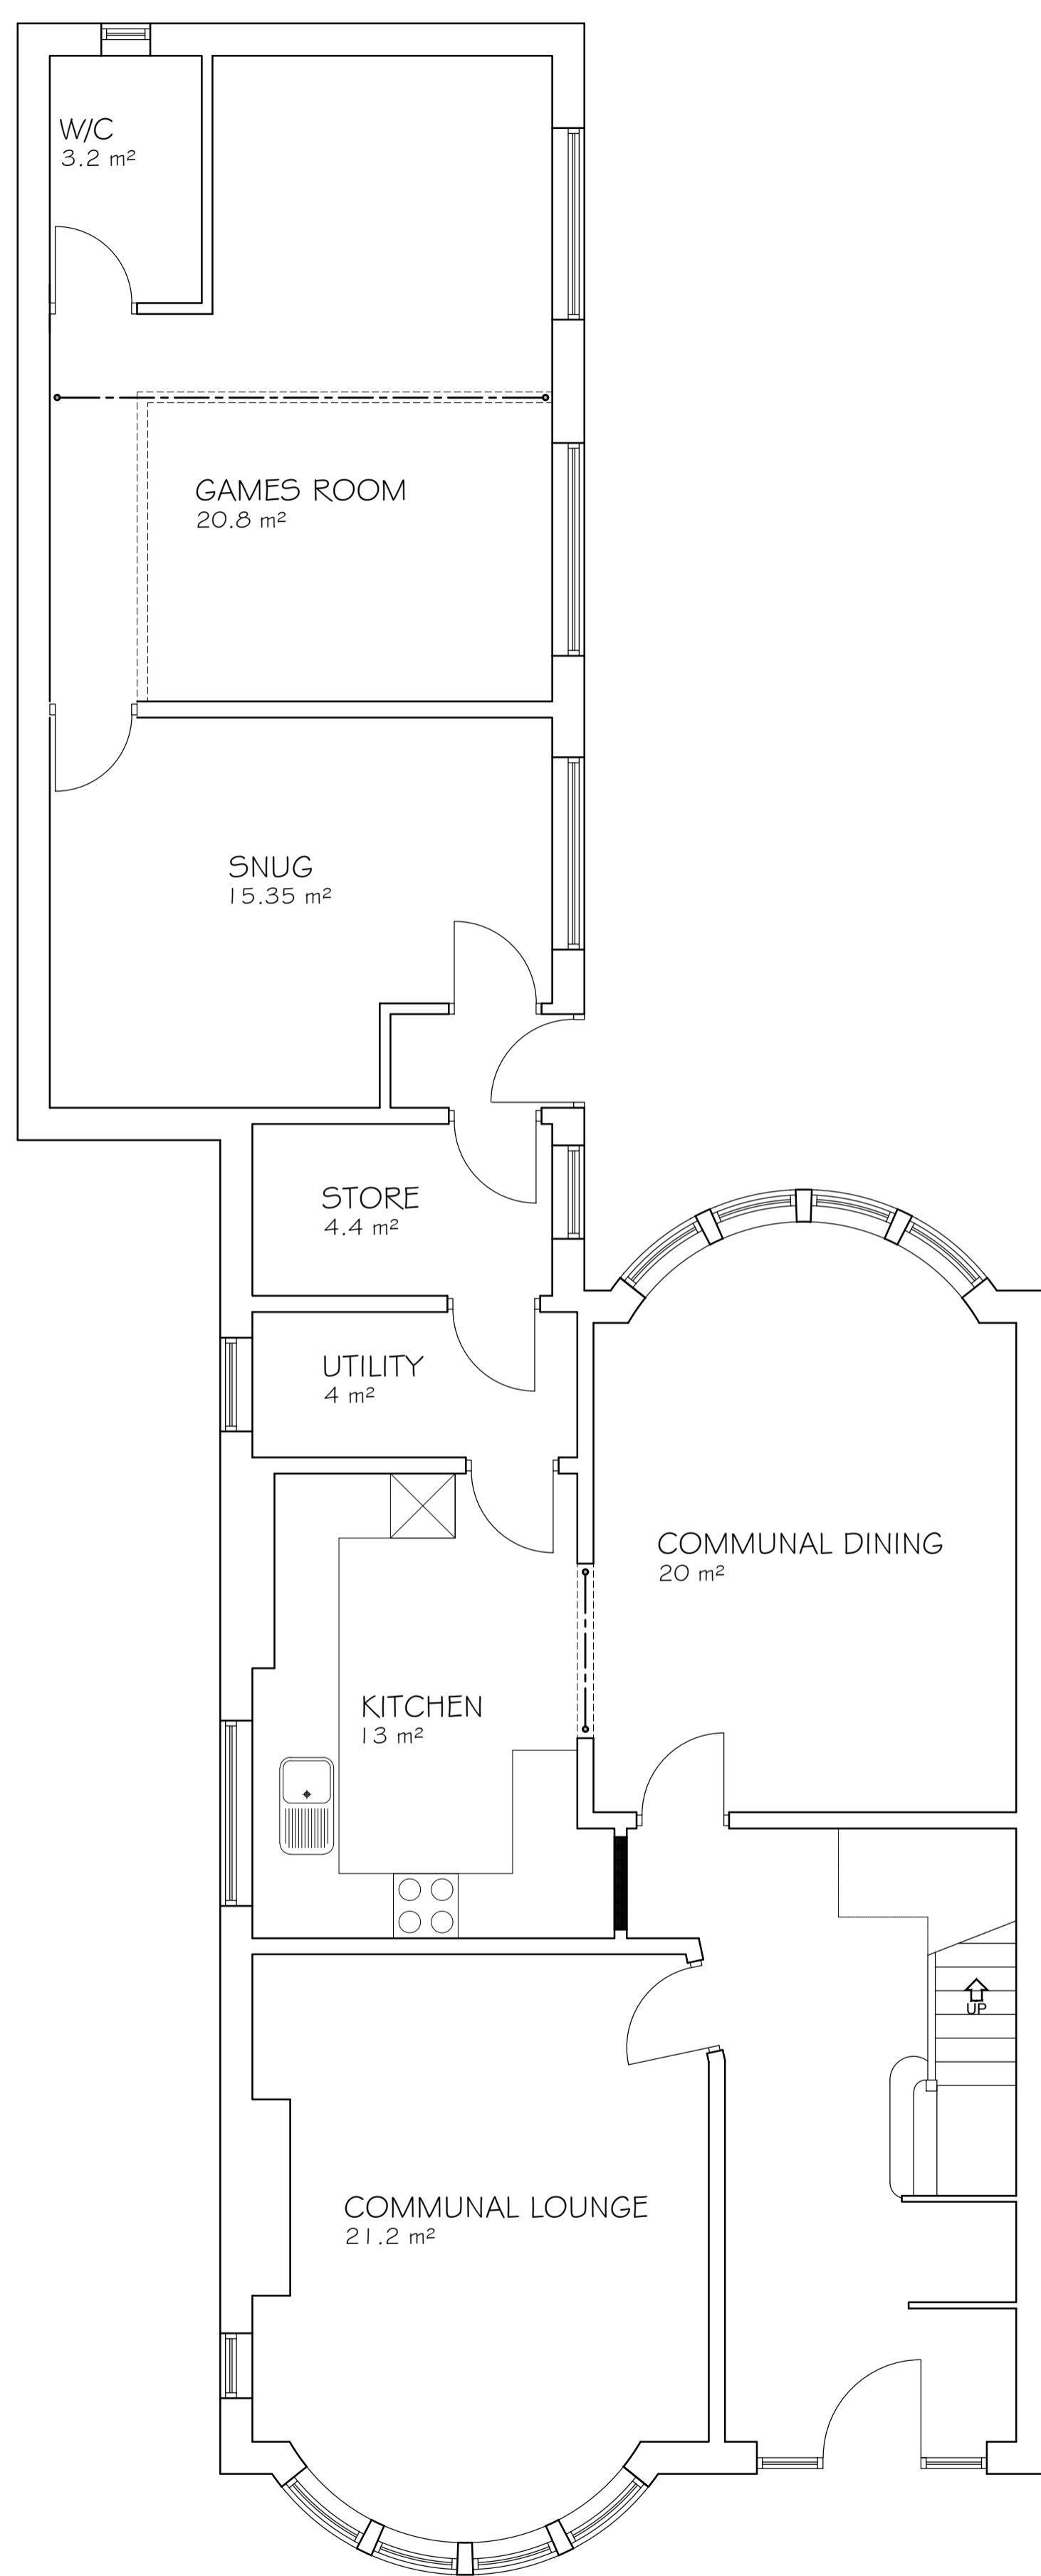 W/C
3.2 m²
GAMES ROOM
20.8 m²
SNUG
15.35 m²
STORE
4.4 m²
UTILITY
4 m²
COMMUNAL DINING
20 m²
KITCHEN
13 m²
UP
COMMUNAL LOUNGE
21.2 m²